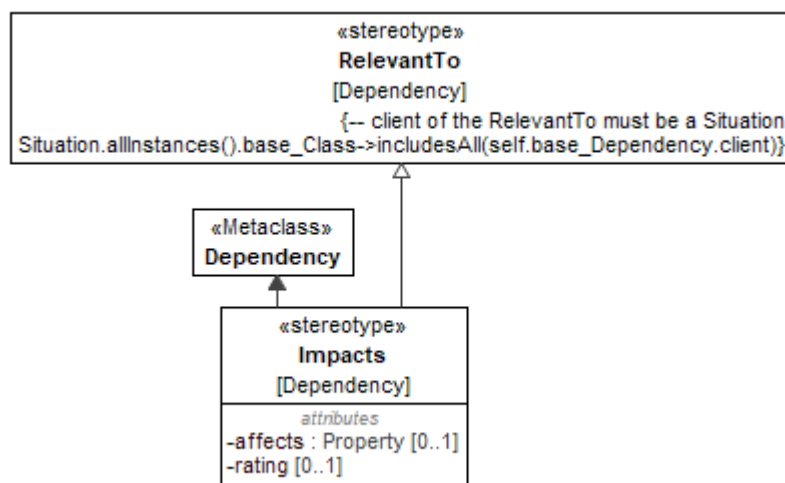 «stereotype»
RelevantTo
[Dependency]
{-- client of the RelevantTo must be a Situation
Situation.allInstances().base_Class->includesAll(self.base_Dependency.client)}
«Metaclass»
Dependency
«stereotype»
Impacts
[Dependency]
attributes
-affects : Property [0..1]
-rating [0..1]